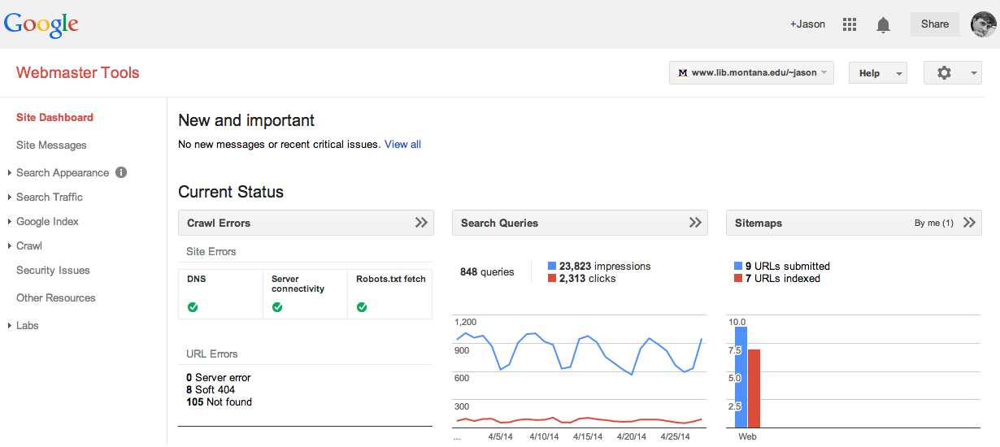 Google
+Jason
Share
Webmaster Tools
M www.lib.montana.edu/~jason
Help
Site Dashboard
Site Messages
Search Appearance i
Search Traffic
Google Index
Crawl
Security Issues
Other Resources
Labs
New and important
No new messages or recent critical issues. View all
Current Status
Crawl Errors
Site Errors
DNS
Server
connectivity
Robots.txt fetch
URL Errors
0 Server error
8 Soft 404
105 Not found
Search Queries
848 queries
23,823 impressions
2,313 clicks
1,200
900
600
300
... 4/5/14 4/10/14 4/15/14 4/20/14 4/25/14
Sitemaps By me (1)
9 URLs submitted
7 URLs indexed
10.0
7.5
5.0
2.5
Web